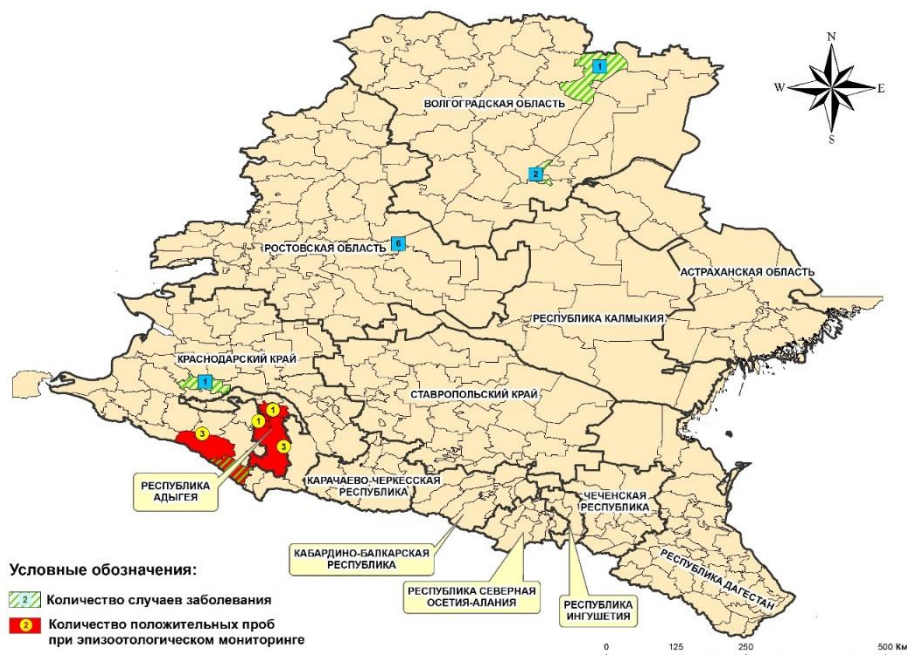 N
W
E
S
1
ВОЛГОГРАДСКАЯ ОБЛАСТЬ
2
6
РОСТОВСКАЯ ОБЛАСТЬ
АСТРАХАНСКАЯ ОБЛАСТЬ
РЕСПУБЛИКА КАЛМЫКИЯ
КРАСНОДАРСКИЙ КРАЙ
1
СТАВРОПОЛЬСКИЙ КРАЙ
1
1
3
3
РЕСПУБЛИКА
АДЫГЕЯ
КАРАЧАЕВО-ЧЕРКЕССКАЯ
РЕСПУБЛИКА
ЧЕЧЕНСКАЯ
РЕСПУБЛИКА
КАБАРДИНО-БАЛКАРСКАЯ
РЕСПУБЛИКА
РЕСПУБЛИКА СЕВЕРНАЯ
ОСЕТИЯ-АЛАНИЯ
РЕСПУБЛИКА
ИНГУШЕТИЯ
РЕСПУБЛИКА ДАГЕСТАН
Условные обозначения:
2 Количество случаев заболевания
2 Количество положительных проб
при эпизоотологическом мониторинге
0 125 250 500 Км